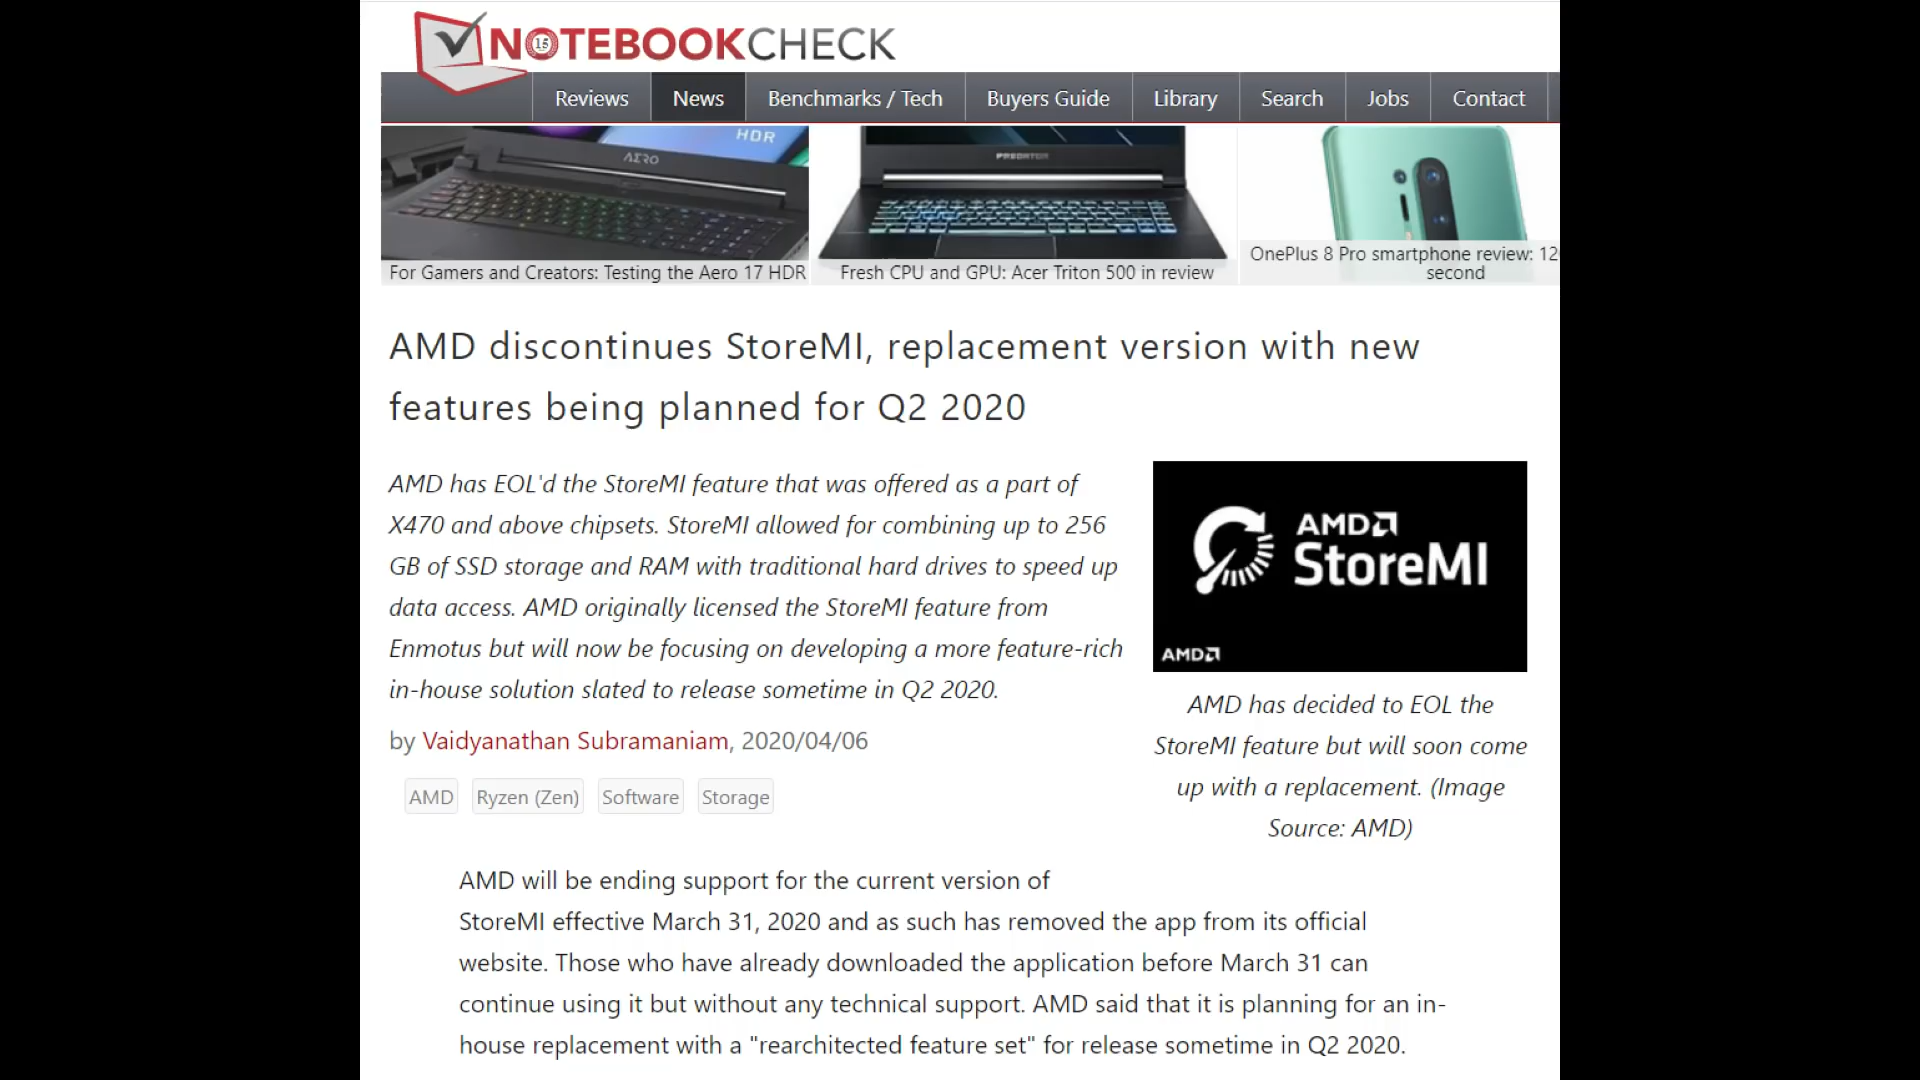 15
NOTEBOOKCHECK
Reviews
News
Benchmarks / Tech
Buyers Guide
Library
Search
Jobs
Contact
HDR
AERO
PREDATOR
For Gamers and Creators: Testing the Aero 17 HDR
Fresh CPU and GPU: Acer Triton 500 in review
OnePlus 8 Pro smartphone review: 12
second
AMD discontinues StoreMI, replacement version with new
features being planned for Q2 2020
AMD has EOL'd the StoreMI feature that was offered as a part of
X470 and above chipsets. StoreMI allowed for combining up to 256
GB of SSD storage and RAM with traditional hard drives to speed up
data access. AMD originally licensed the StoreMI feature from
Enmotus but will now be focusing on developing a more feature-rich
in-house solution slated to release sometime in Q2 2020.
by Vaidyanathan Subramaniam, 2020/04/06
AMD
Ryzen (Zen)
Software
Storage
AMD
StoreMI
AMD
AMD has decided to EOL the
StoreMI feature but will soon come
up with a replacement. (Image
Source: AMD)
AMD will be ending support for the current version of
StoreMI effective March 31, 2020 and as such has removed the app from its official
website. Those who have already downloaded the application before March 31 can
continue using it but without any technical support. AMD said that it is planning for an in-
house replacement with a "rearchitected feature set" for release sometime in Q2 2020.